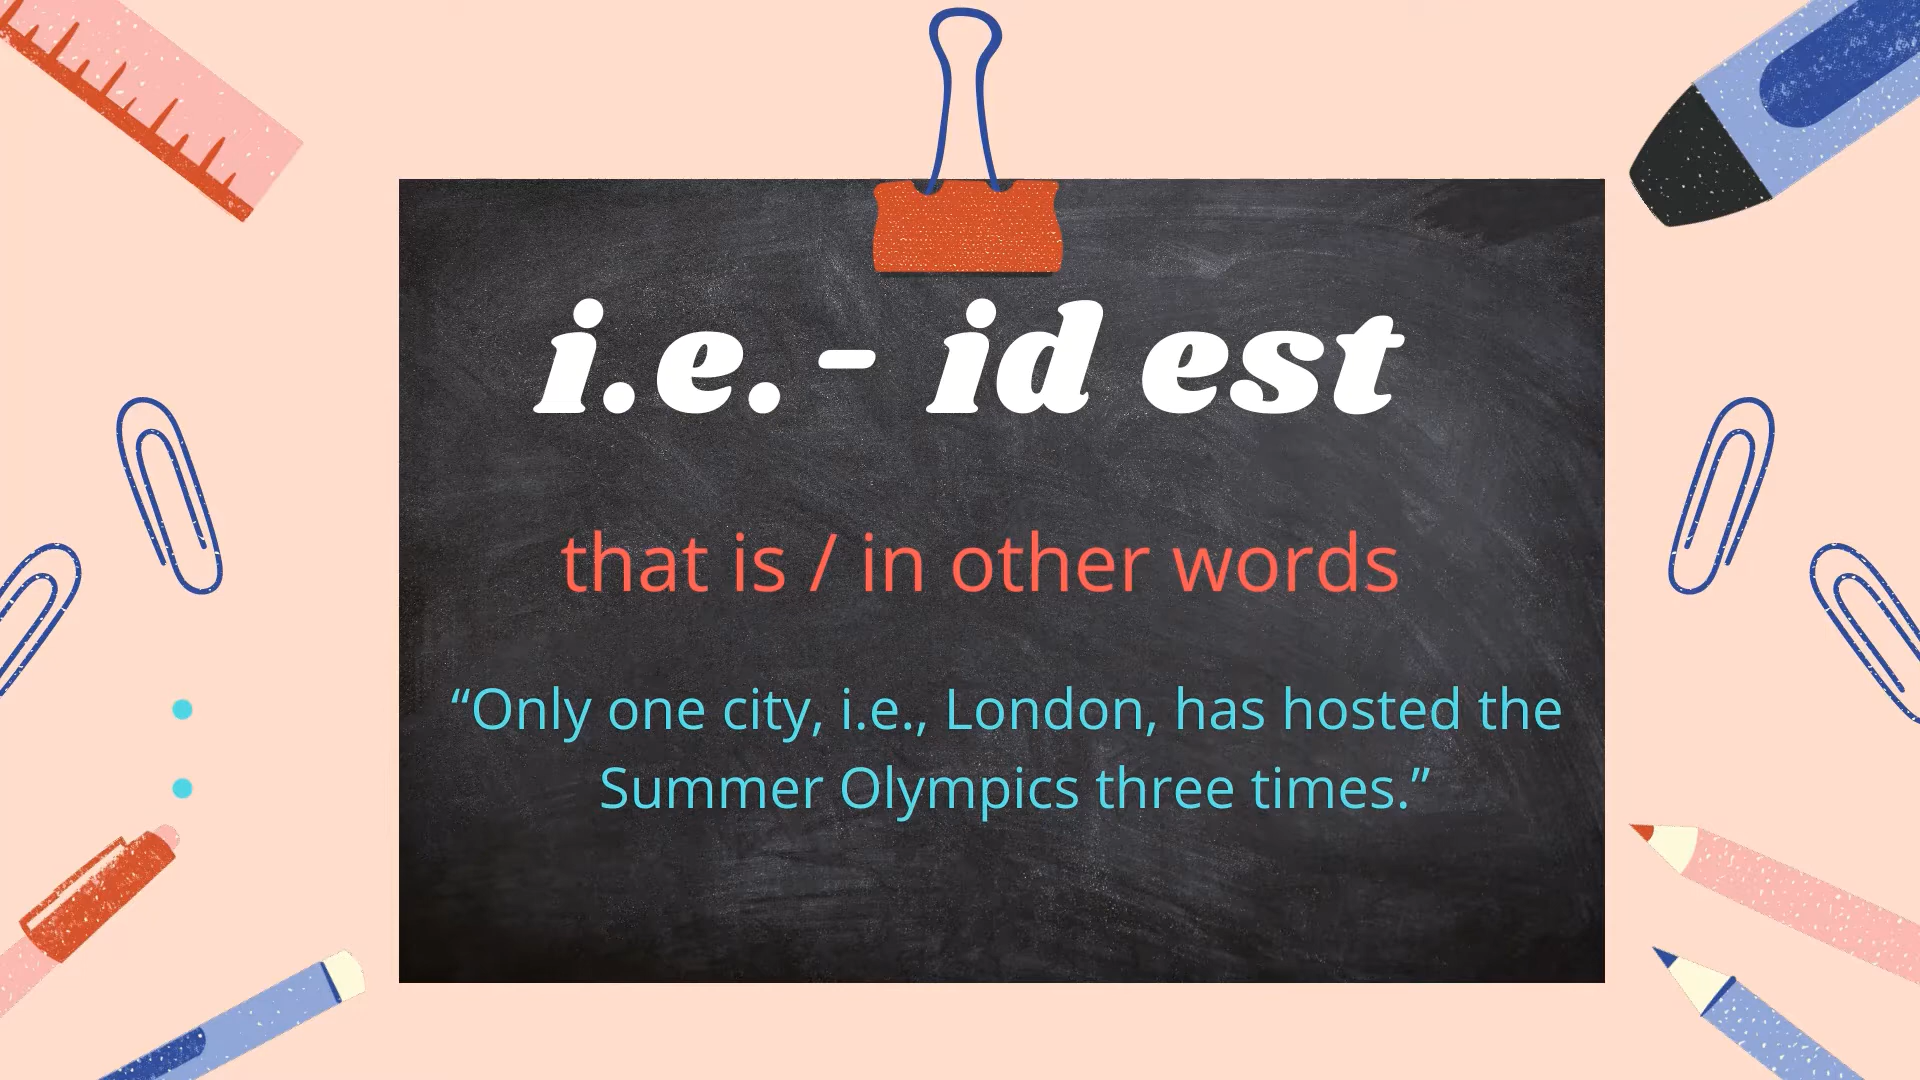 i.e.- id est
that is / in other words
“Only one city, i.e., London, has hosted the
Summer Olympics three times.”